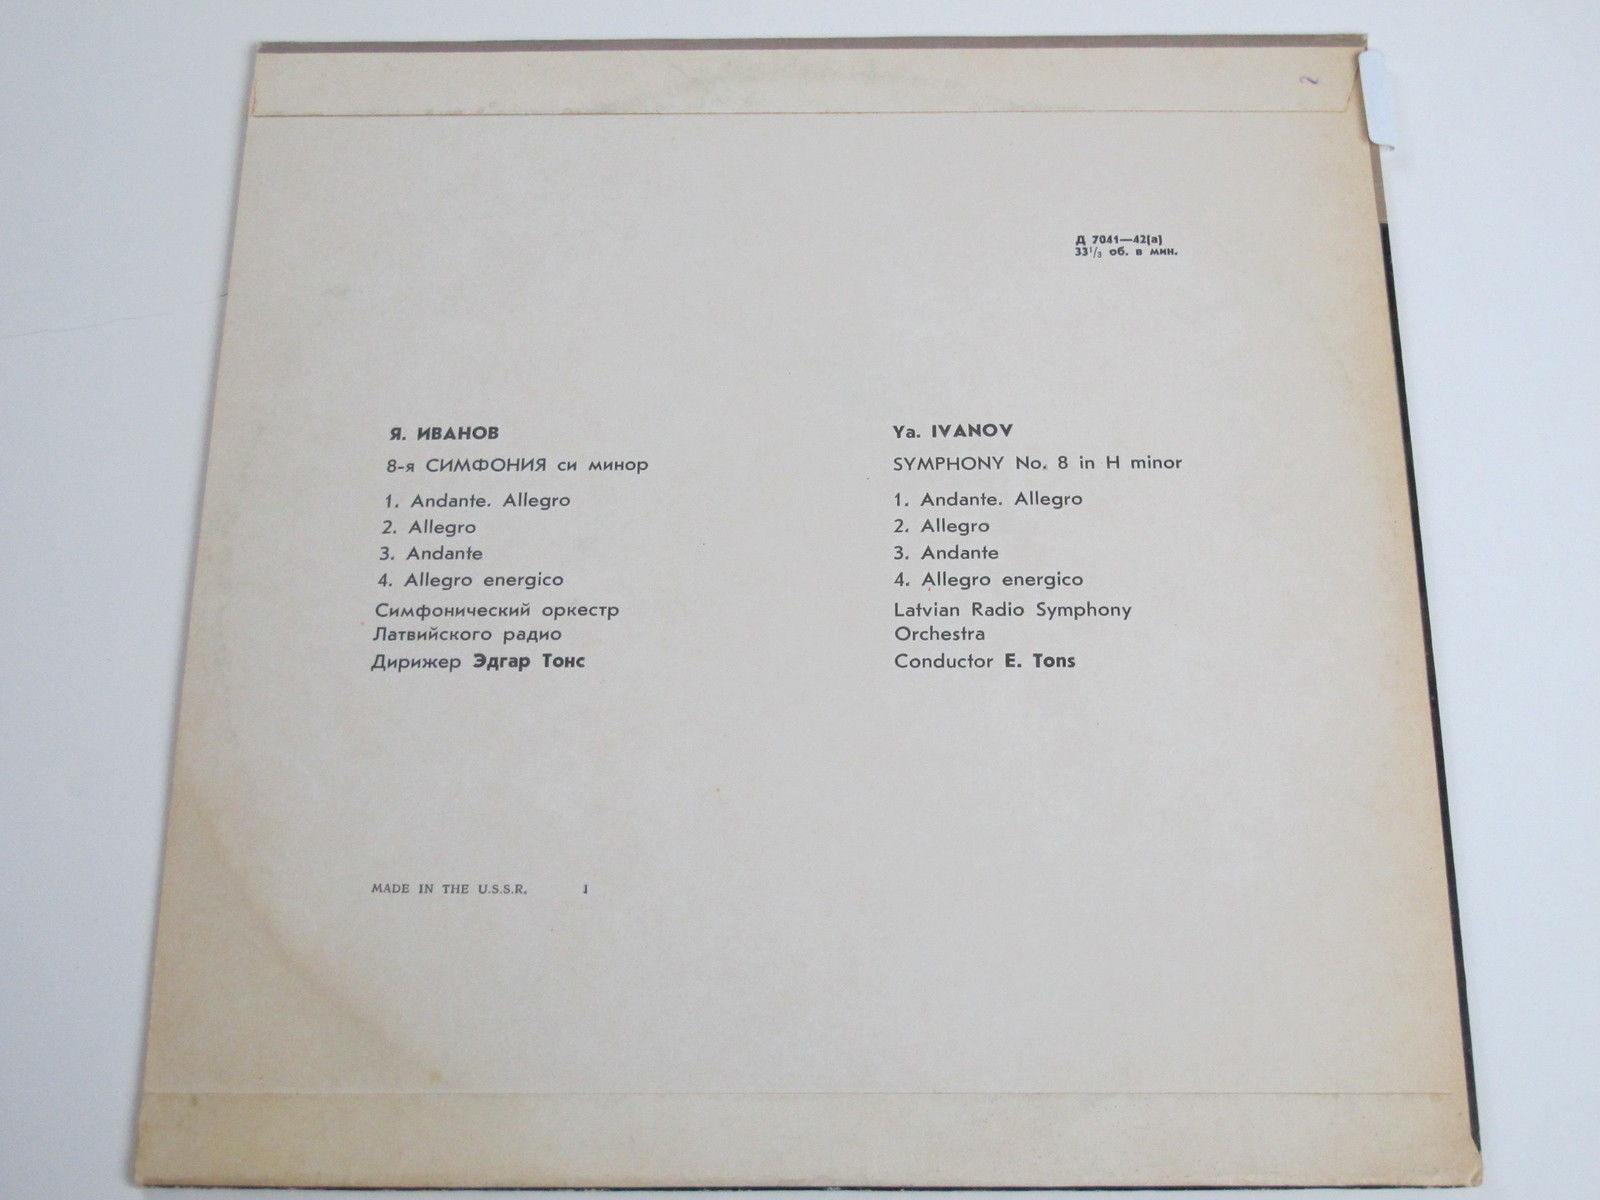 Д 7041—42(а)
33 1/3 об. в мин.
Я. ИВАНОВ
8-я СИМФОНИЯ си минор
1. Andante. Allegro
2. Allegro
3. Andante
4. Allegro energico
Симфонический оркестр
Латвийского радио
Дирижер Эдгар Тонс
Ya. IVANOV
SYMPHONY No. 8 in H minor
1. Andante. Allegro
2. Allegro
3. Andante
4. Allegro energico
Latvian Radio Symphony
Orchestra
Conductor E. Tons
MADE IN THE U.S.S.R. 1